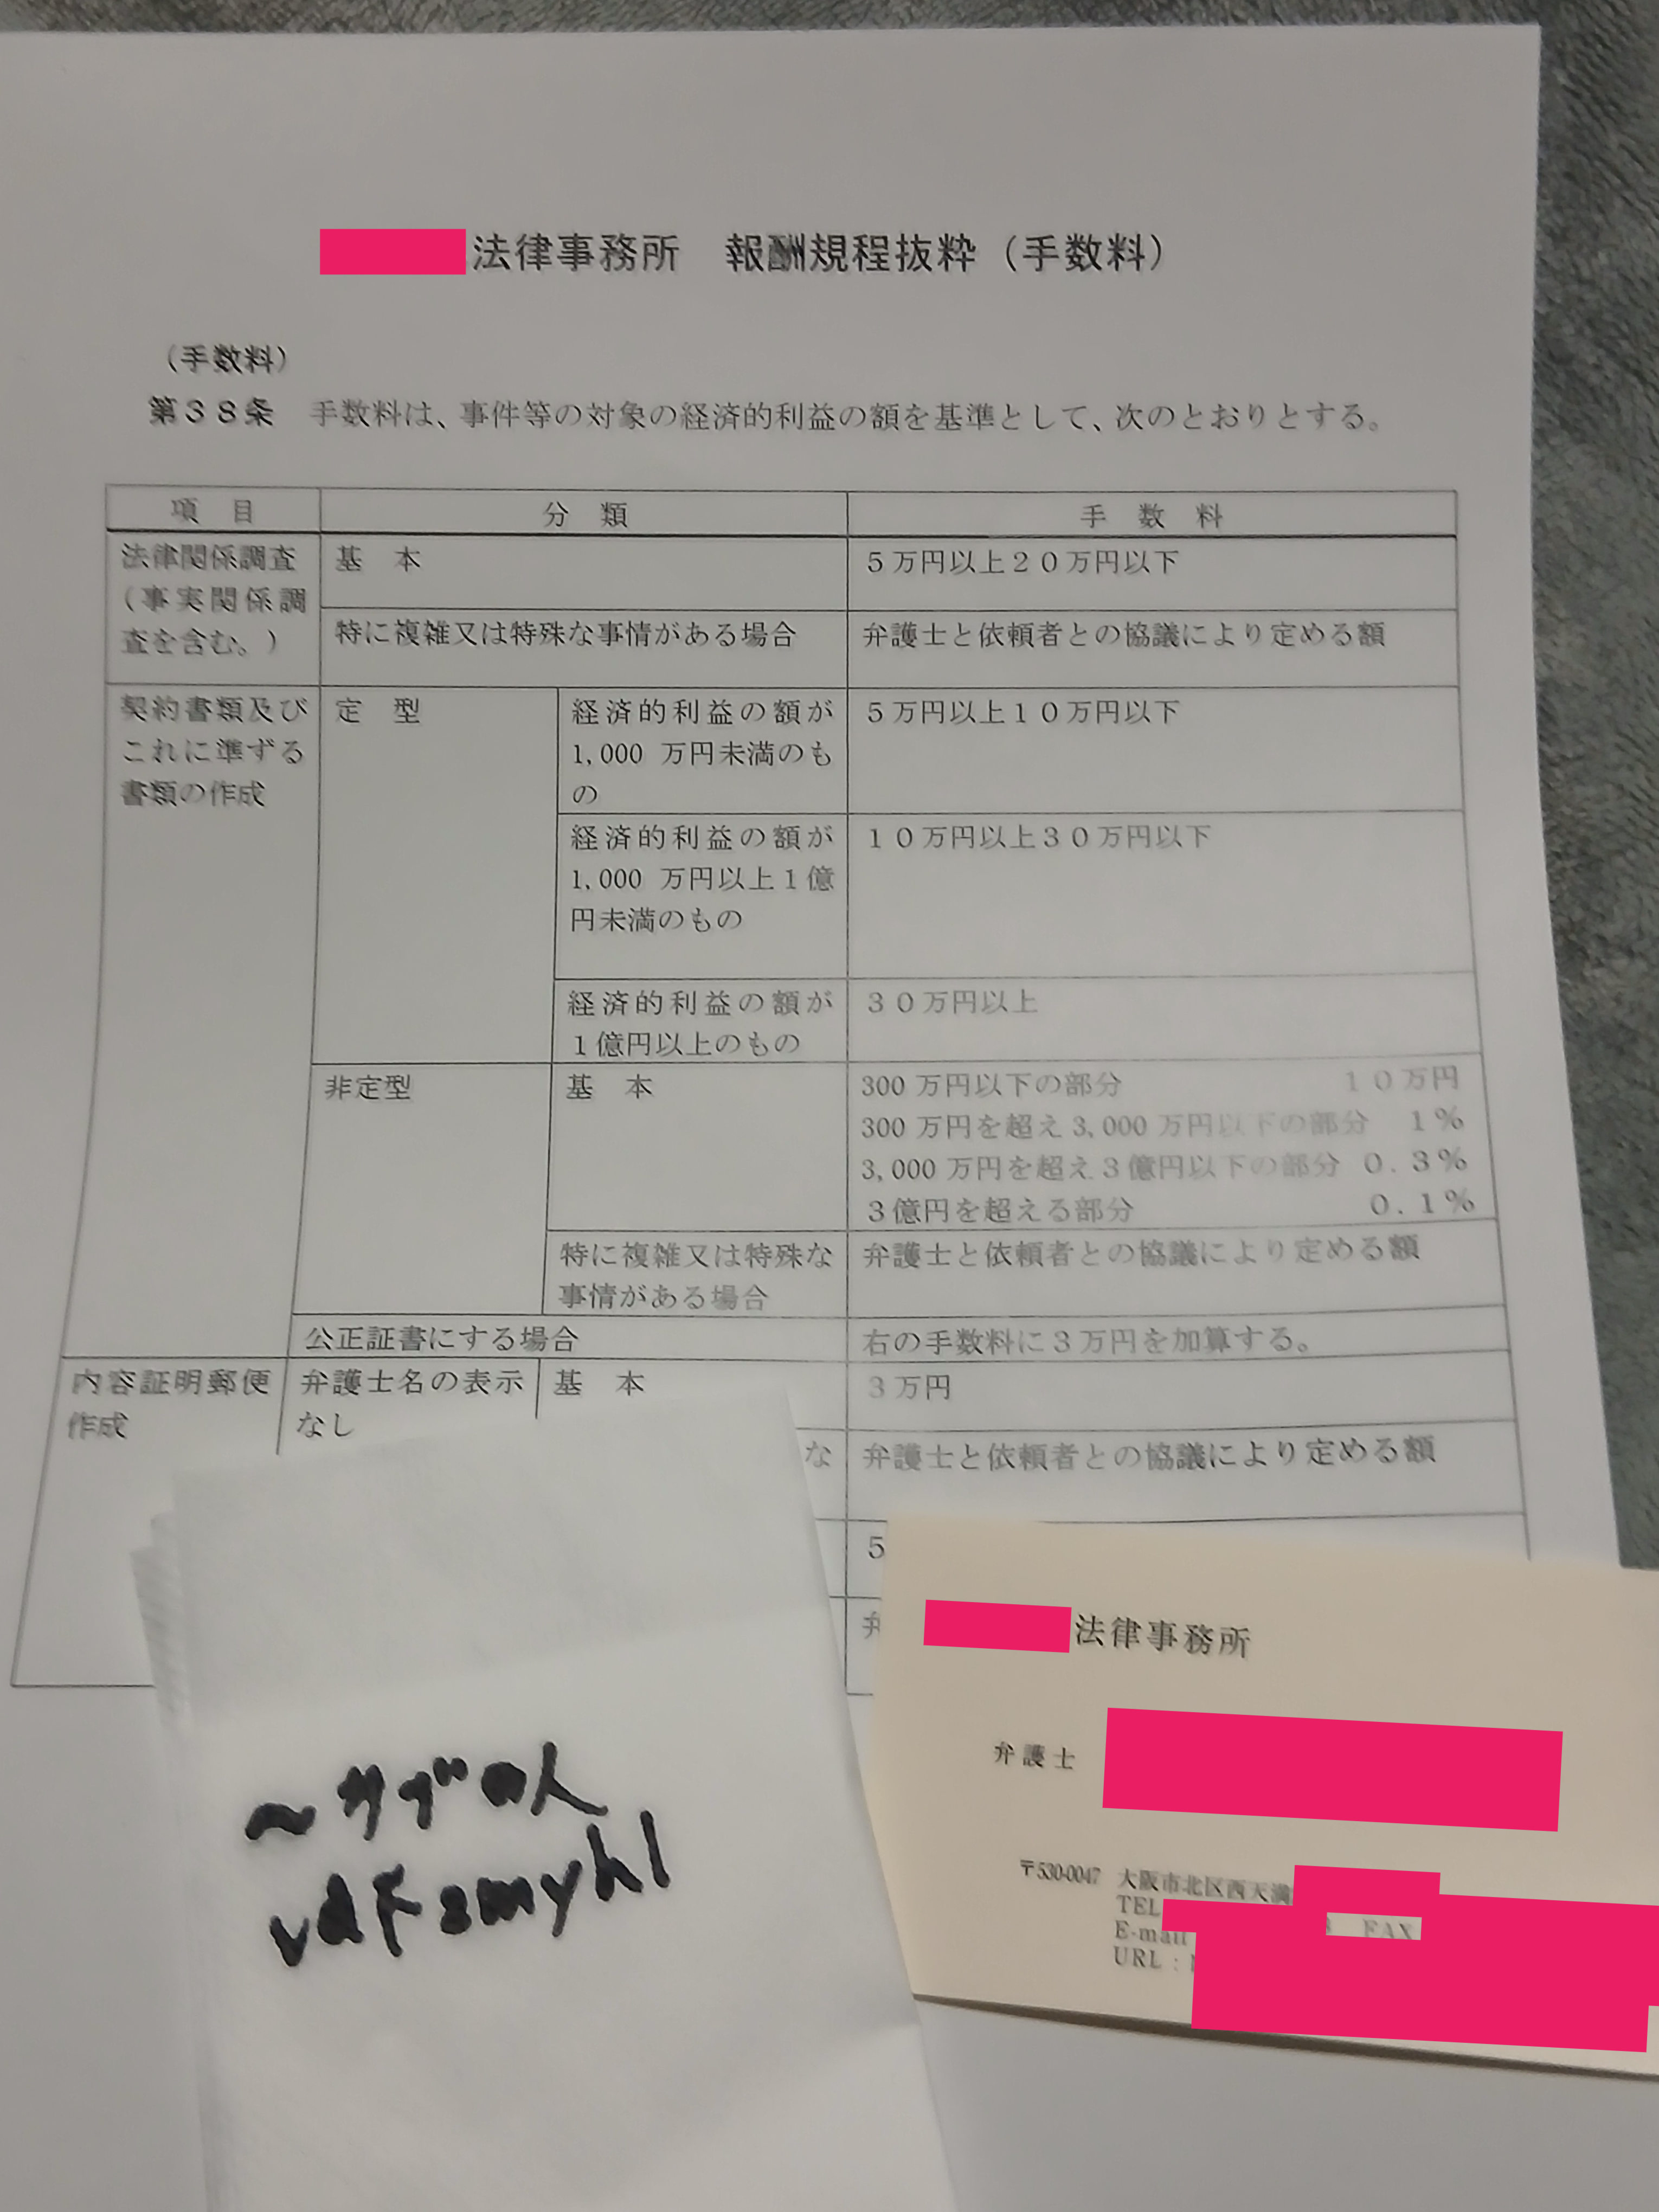 法律事務所　報酬規程抜粋（手数料）
（手数料）
第３８条　手数料は、事件等の対象の経済的利益の額を基準として、次のとおりとする。
項　目　分　類　手　数　料
法律関係調査
（事実関係調
査を含む。）
基　本
５万円以上２０万円以下
特に複雑又は特殊な事情がある場合
弁護士と依頼者との協議により定める額
契約書類及び
これに準ずる
書類の作成
定　型
経済的利益の額が
1,000 万円未満のも
の
５万円以上１０万円以下
経済的利益の額が
1,000 万円以上１億
円未満のもの
１０万円以上３０万円以下
経済的利益の額が
１億円以上のもの
３０万円以上
非定型
基　本
300 万円以下の部分　１０万円
300 万円を超え 3,000 万円以下の部分　１％
3,000 万円を超え３億円以下の部分　０．３％
３億円を超える部分　０．１％
特に複雑又は特殊な
事情がある場合
弁護士と依頼者との協議により定める額
公正証書にする場合
右の手数料に３万円を加算する。
内容証明郵便
作成
弁護士名の表示
なし
基　本
３万円
な
弁護士と依頼者との協議により定める額
５
法律事務所
弁護士
〒530-0047　大阪市北区西天満
TEL
FAX
E-mail
URL：